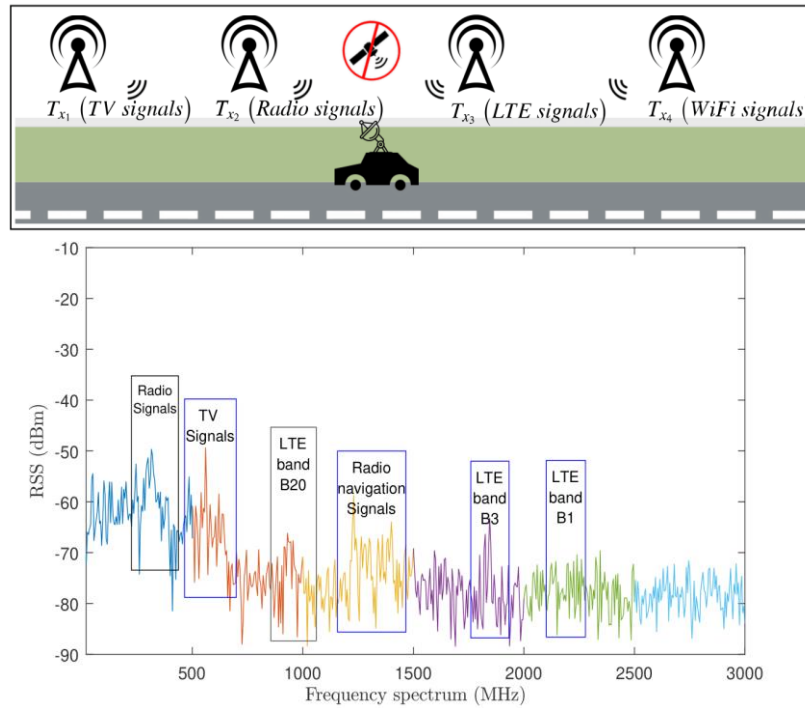 Tx1 (TV signals) Tx2 (Radio signals) Tx3 (LTE signals) Tx4 (WiFi signals)
-10
-20
-30
-40
-50
-60
-70
-80
-90
RSS (dBm)
Radio
Signals
TV
Signals
LTE
band
B20
Radio
navigation
Signals
LTE
band
B3
LTE
band
B1
500 1000 1500 2000 2500 3000
Frequency spectrum (MHz)